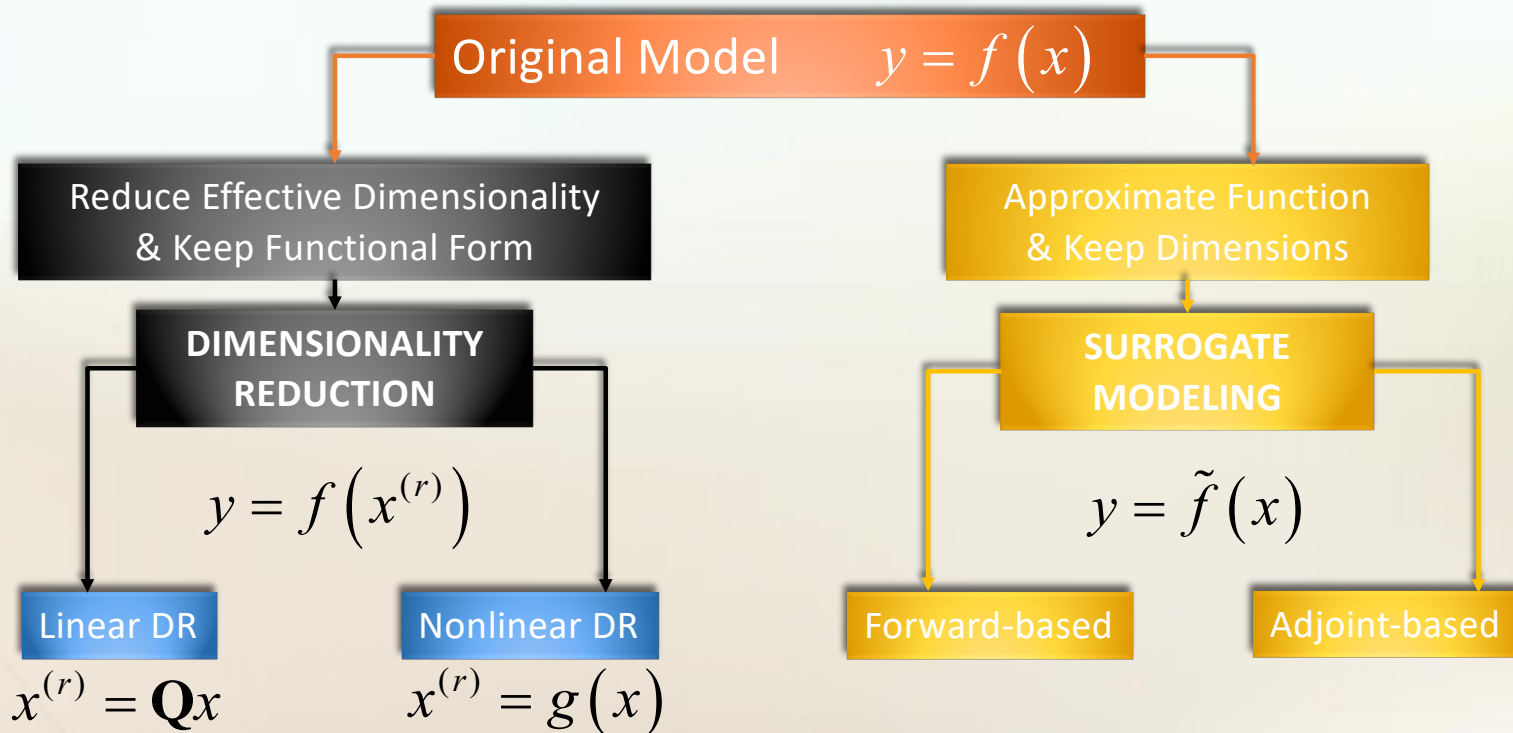 Original Model y = f(x)
Reduce Effective Dimensionality
& Keep Functional Form
DIMENSIONALITY
REDUCTION
y = f(x^(r))
Linear DR
x^(r) = Qx
Nonlinear DR
x^(r) = g(x)
Approximate Function
& Keep Dimensions
SURROGATE
MODELING
y = f̃(x)
Forward-based
Adjoint-based